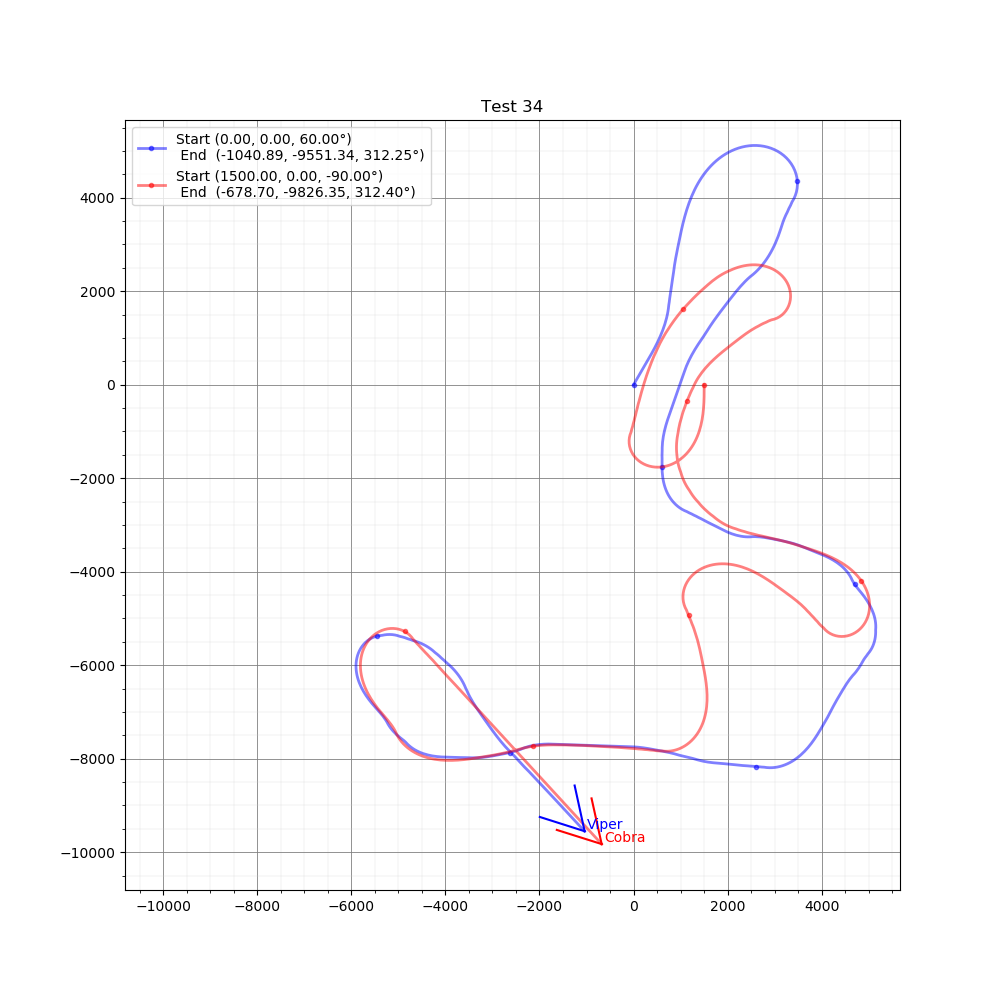 Test 34
Start (0.00, 0.00, 60.00°)
End (-1040.89, -9551.34, 312.25°)
Start (1500.00, 0.00, -90.00°)
End (-678.70, -9826.35, 312.40°)
4000
2000
0
−2000
−4000
−6000
−8000
−10000
Viper
Cobra
−10000 −8000 −6000 −4000 −2000 0 2000 4000